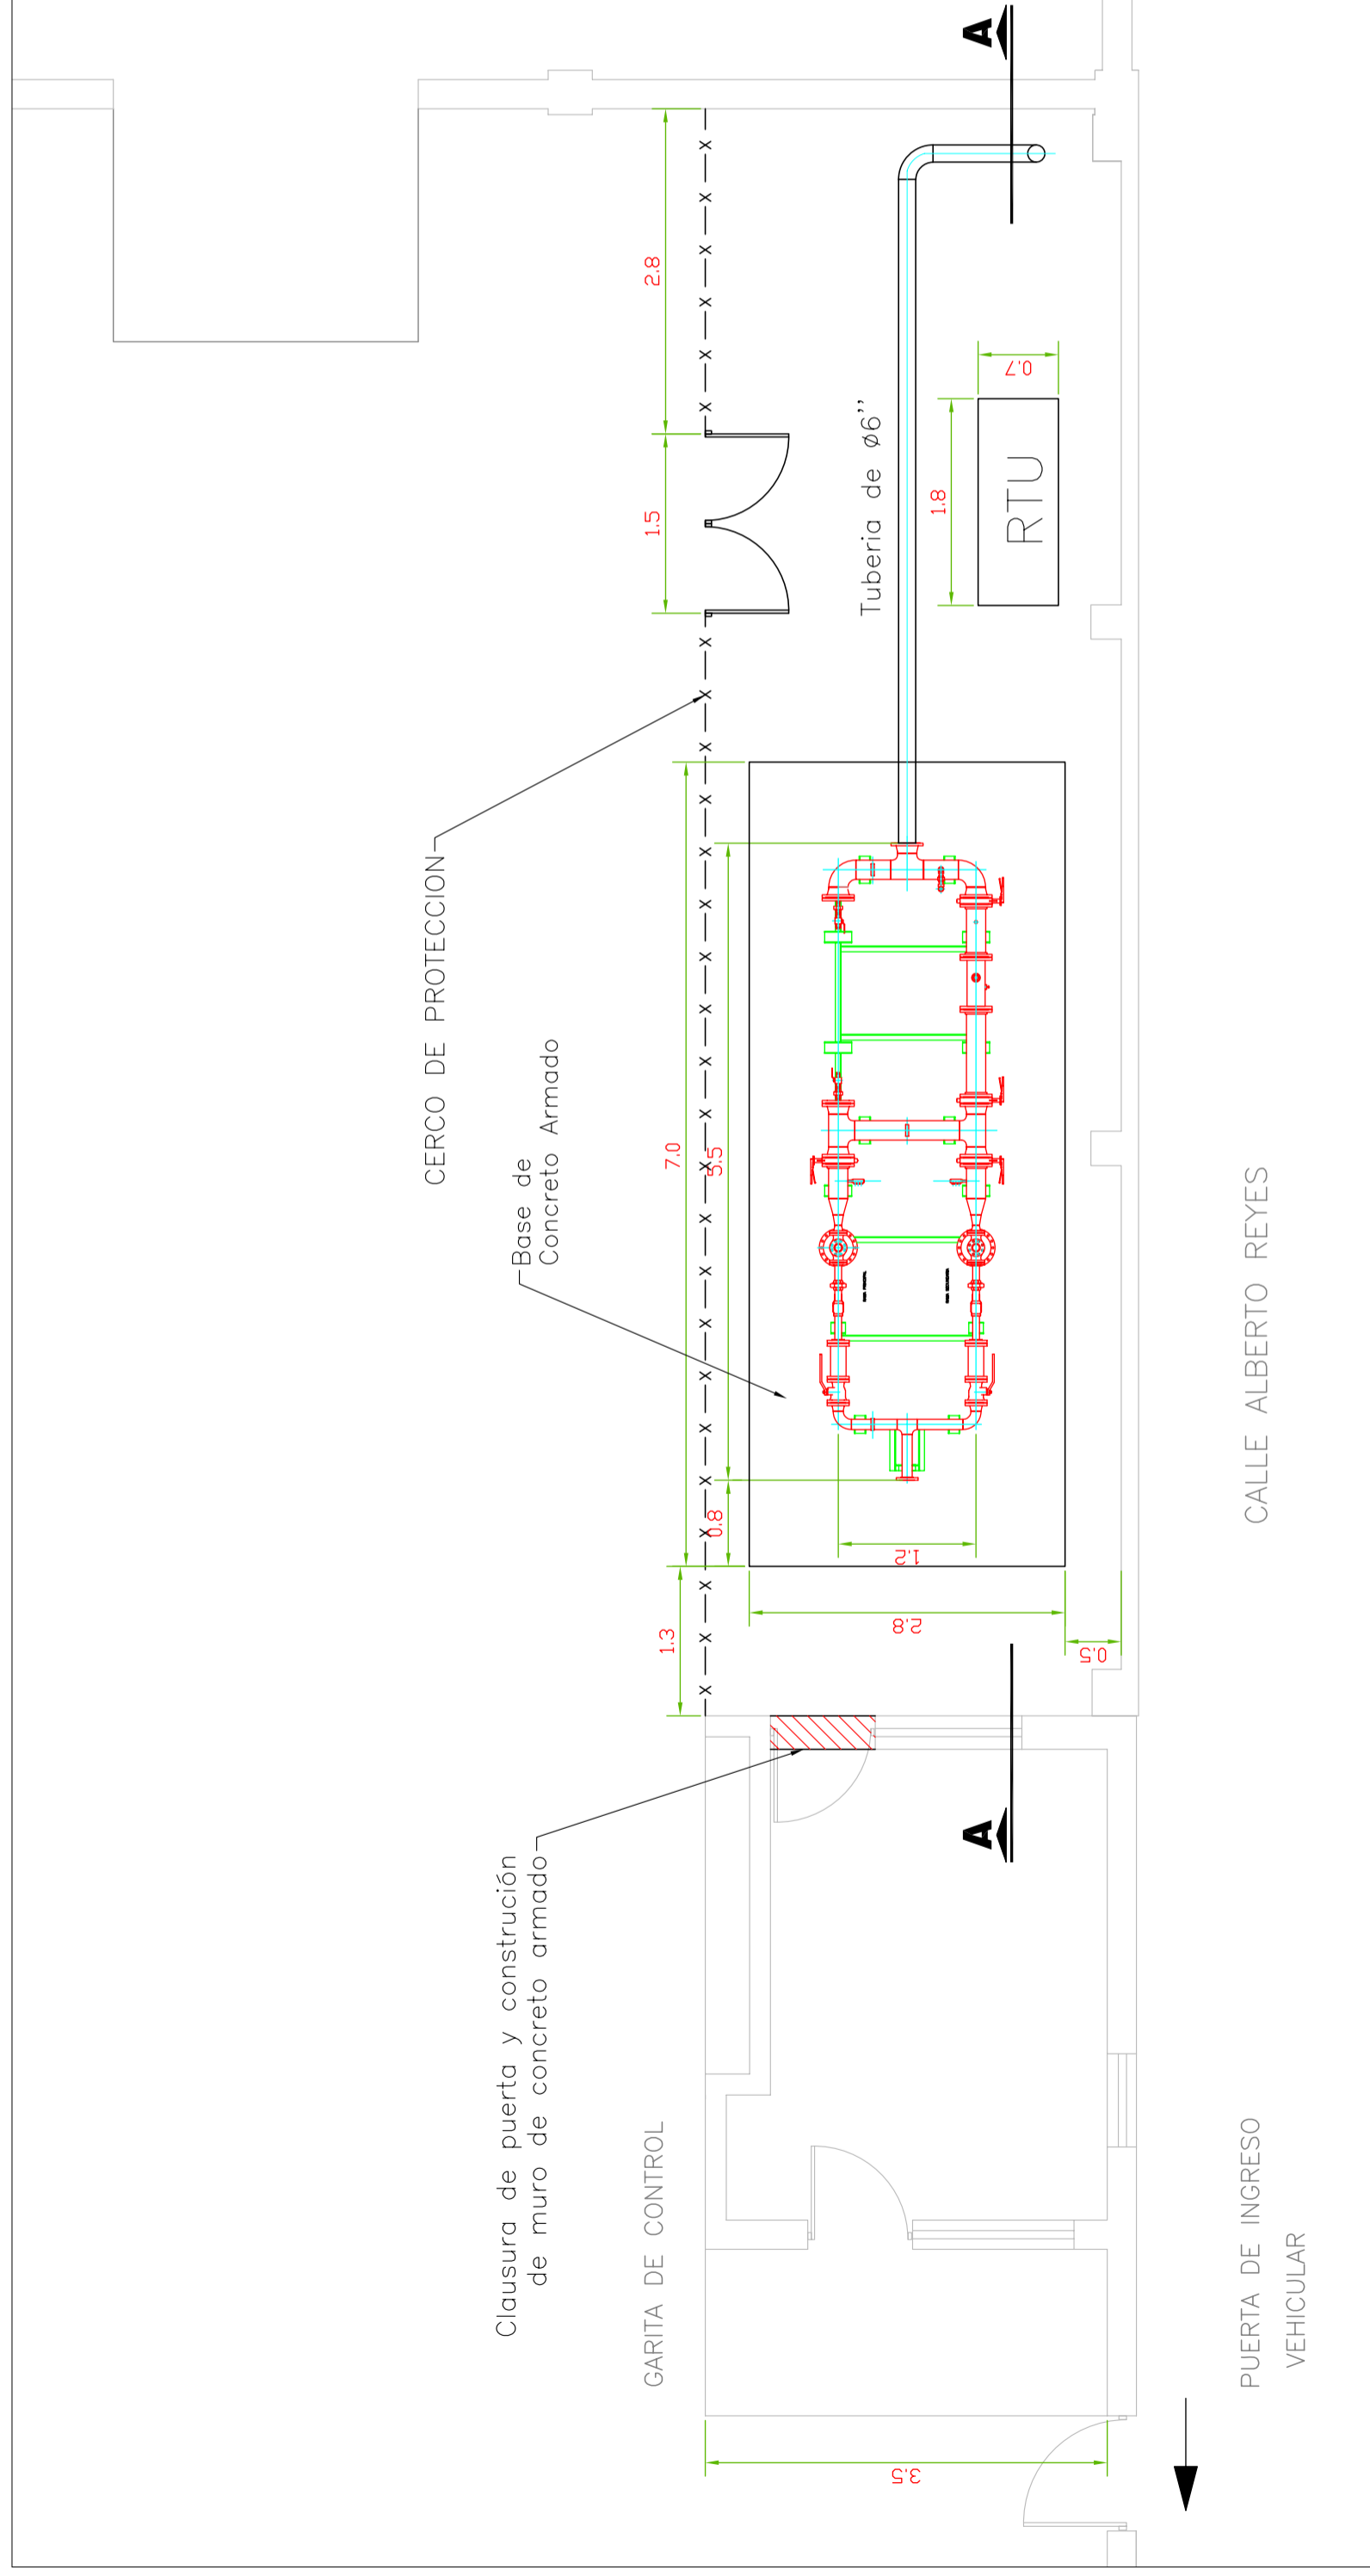 CERCO DE PROTECCION
Base de
Concreto Armado
Clausura de puerta y construción
de muro de concreto armado
GARITA DE CONTROL
3.5
1.3
7.0
5.5
0.8
1.2
2.8
0.5
1.5
2.8
Tuberia de ø6’’
1.8
0.7
RTU
A
A
CALLE ALBERTO REYES
PUERTA DE INGRESO
VEHICULAR